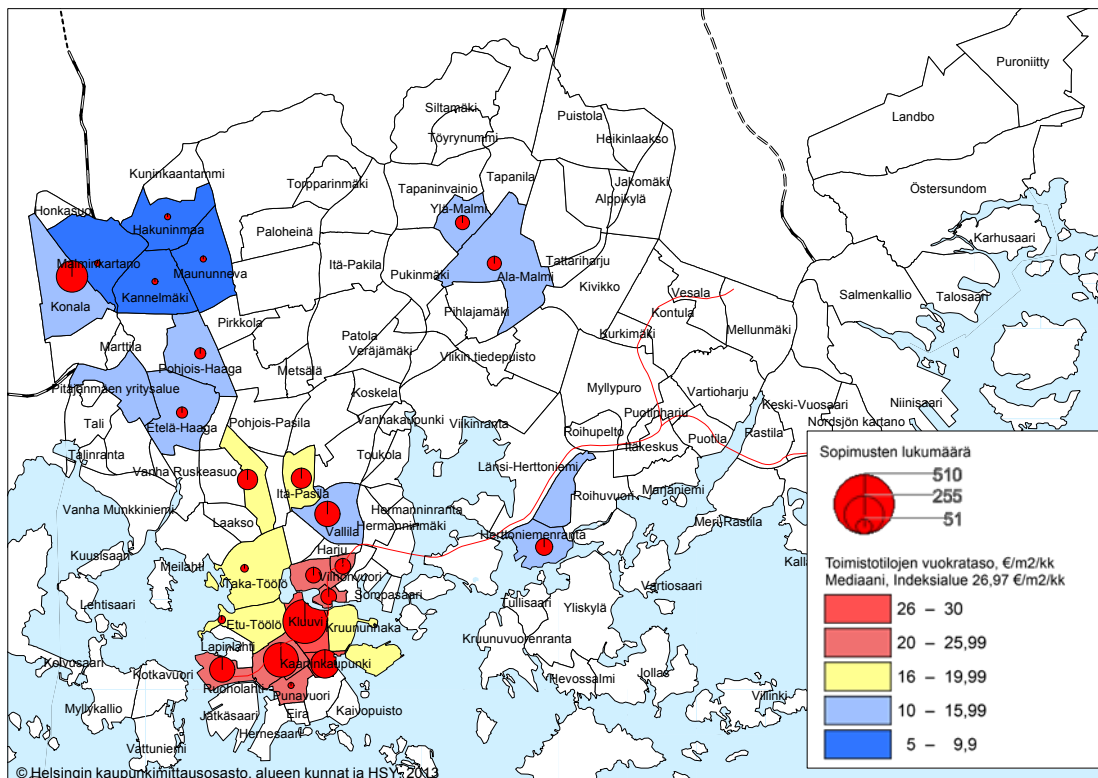 Puroniitty
Siltamäki
Puistola
Landbo
Töyrynummi
Heikinlaakso
Kuninkaantammi
Torpparinmäki
Tapanila
Tapaninvainio
Jakomäki
Alppikylä
Östersundom
Honkasuo
Ylä-Malmi
Hakuninmaa
Paloheinä
Karhusaari
Malminkartano
Maununneva
Itä-Pakila
Pukinmäki
Ala-Malmi
Tattariharju
Kannelmäki
Kivikko
Vesala
Salmenkallio
Talosaari
Konala
Kontula
Pihlajamäki
Pirkkola
Patola
Kurkimäki
Mellunmäki
Marttila
Veräjämäki
Viikin tiedepuisto
Pohjois-Haaga
Metsälä
Pitäjänmäen yritysalue
Koskela
Myllypuro
Vartioharju
Keski-Vuosaari
Niinisaari
Tali
Etelä-Haaga
Pohjois-Pasila
Vanhakaupunki
Viikinranta
Puotinharju
Nordsjön kartano
Roihupelto
Puotila
Rastila
Talinranta
Itäkeskus
Toukola
Vanha Ruskeasuo
Länsi-Herttoniemi
Itä-Pasila
Roihuvuori
Marjaniemi
Vanha Munkkiniemi
Hermanninranta
Laakso
Vallila
Hermanninmäki
Meri-Rastila
Herttoniemenranta
Kuusisaari
Harju
Meilahti
Kalla
Taka-Töölö
Vilhonvuori
Vartiosaari
Lehtisaari
Sompasaari
Tullisaari
Yliskylä
Etu-Töölö
Kluuvi
Kruununhaka
Kruunuvuorenranta
Lapinlahti
Koivusaari
Kaartinkaupunki
Kotkavuori
Ruoholahti
Hevossalmi
Jollas
Punavuori
Villinki
Myllykallio
Jätkäsaari
Eira
Kaivopuisto
Hernesaari
Vattuniemi
Sopimusten lukumäärä
510
255
51
Toimistotilojen vuokrataso, €/m2/kk
Mediaani, Indeksialue 26,97 €/m2/kk
26 – 30
20 – 25,99
16 – 19,99
10 – 15,99
5 – 9,9
© Helsingin kaupunkimittausosasto, alueen kunnat ja HSY, 2013